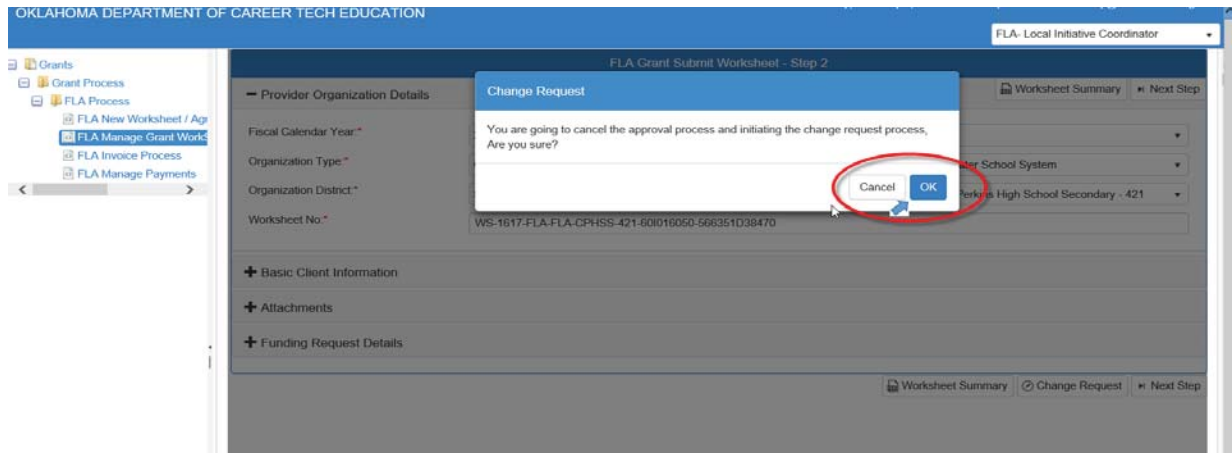 OKLAHOMA DEPARTMENT OF CAREER TECH EDUCATION
FLA- Local Initiative Coordinator
Grants
Grant Process
FLA Process
FLA New Worksheet / Agr
FLA Manage Grant WorkS
FLA Invoice Process
FLA Manage Payments
FLA Grant Submit Worksheet - Step 2
Provider Organization Details
Worksheet Summary Next Step
Change Request
You are going to cancel the approval process and initiating the change request process,
Are you sure?
Cancel OK
Fiscal Calendar Year:*
Organization Type:*
School System
Organization District:*
Perkins High School Secondary - 421
Worksheet No:*
WS-1617-FLA-FLA-CPHSS-421-60I016050-566351D38470
Basic Client Information
Attachments
Funding Request Details
Worksheet Summary Change Request Next Step